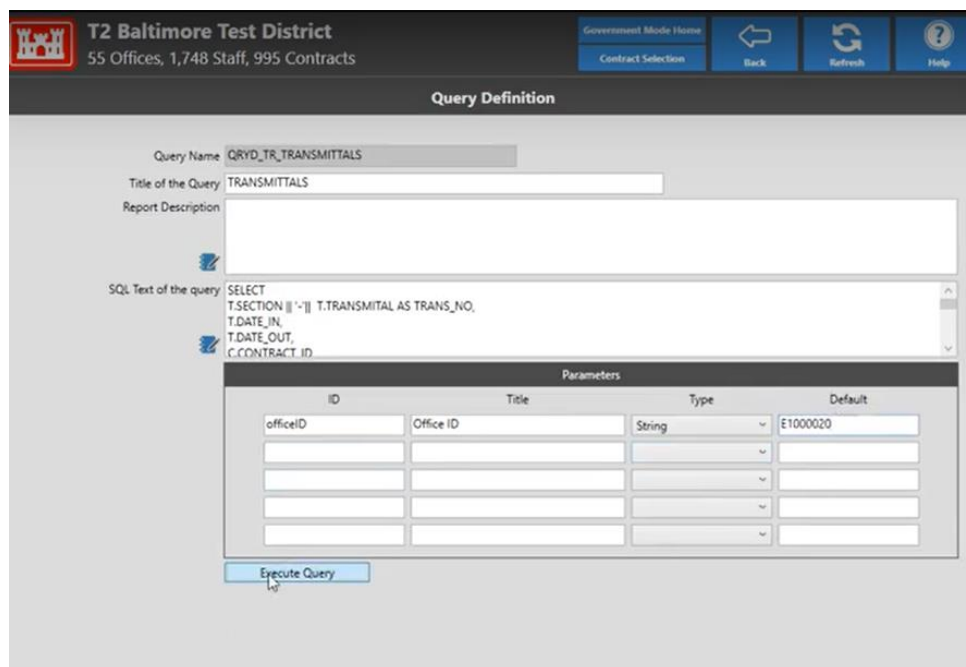 T2 Baltimore Test District
55 Offices, 1,748 Staff, 995 Contracts
Government Mode Home
Contract Selection
Back
Refresh
Help
Query Definition
Query Name QRYD_TR_TRANSMITTALS
Title of the Query TRANSMITTALS
Report Description
SQL Text of the query SELECT
T.SECTION || '-'|| T.TRANSMITAL AS TRANS_NO,
T.DATE_IN,
T.DATE_OUT,
C.CONTRACT_ID
Parameters
ID Title Type Default
officeID Office ID String E1000020
Execute Query